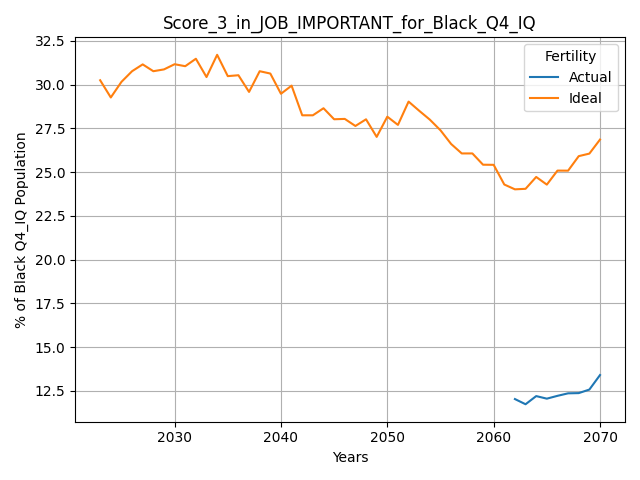 Score_3_in_JOB_IMPORTANT_for_Black_Q4_IQ
% of Black Q4_IQ Population
32.5
30.0
27.5
25.0
22.5
20.0
17.5
15.0
12.5
Fertility
Actual
Ideal
2030 2040 2050 2060 2070
Years